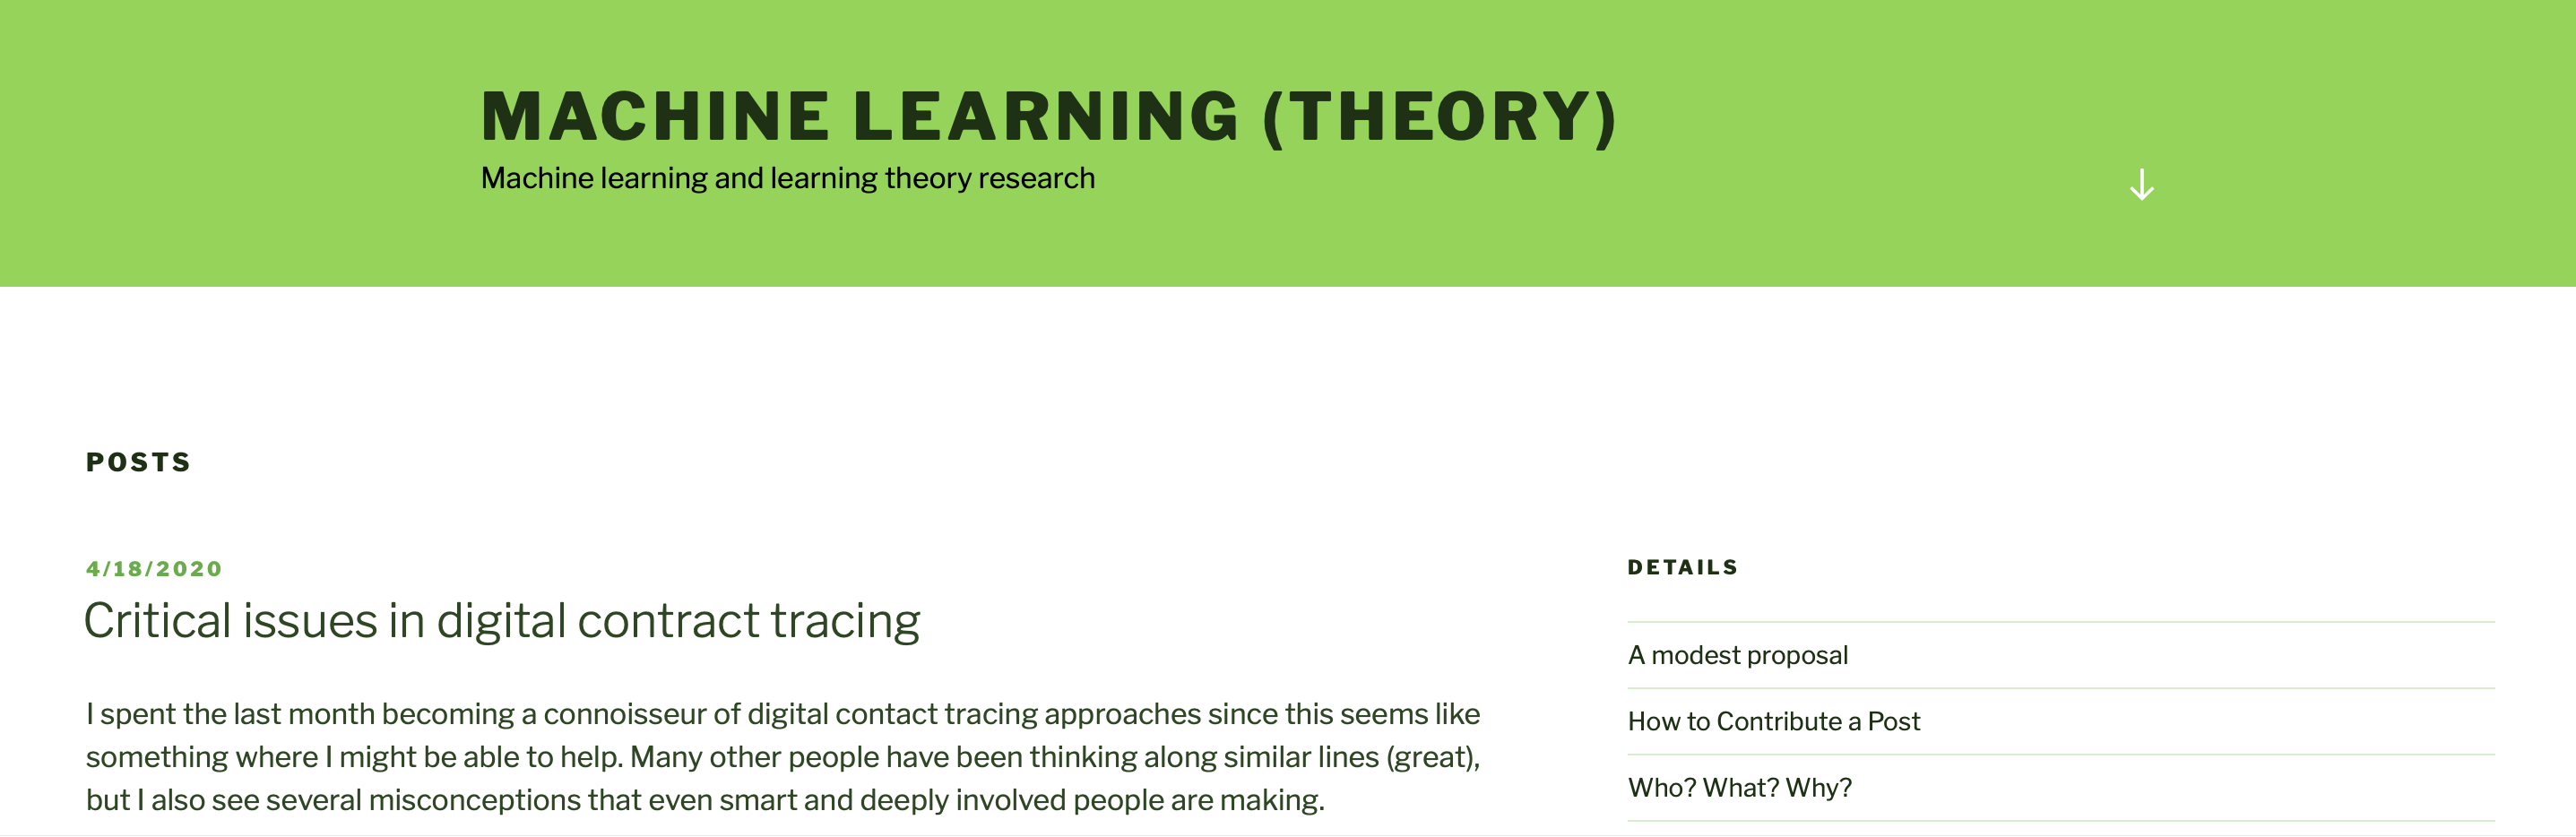 MACHINE LEARNING (THEORY)
Machine learning and learning theory research
POSTS
4/18/2020
Critical issues in digital contract tracing
I spent the last month becoming a connoisseur of digital contact tracing approaches since this seems like
something where I might be able to help. Many other people have been thinking along similar lines (great),
but I also see several misconceptions that even smart and deeply involved people are making.
DETAILS
A modest proposal
How to Contribute a Post
Who? What? Why?